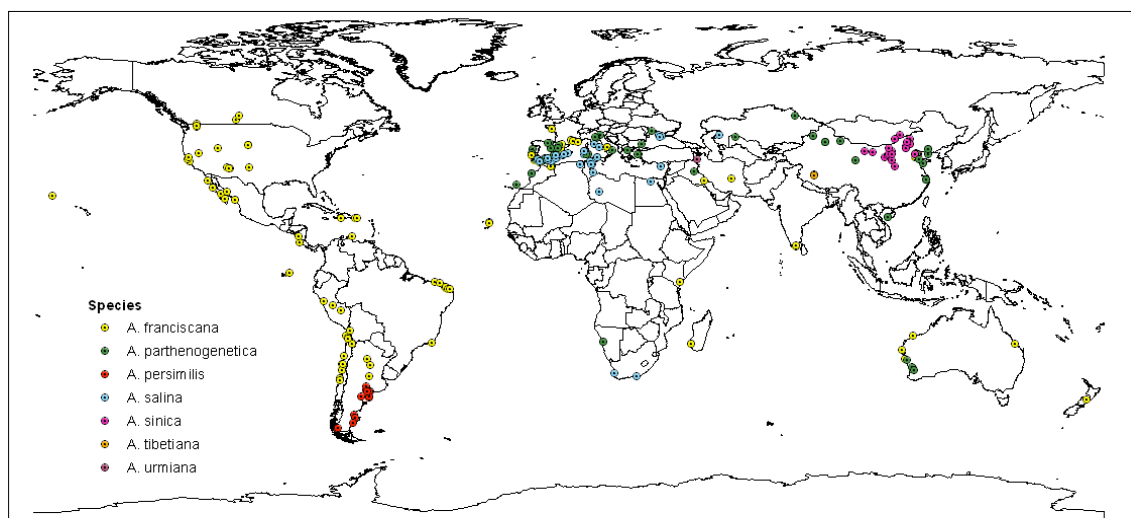 Species
A. franciscana
A. parthenogenetica
A. persimilis
A. salina
A. sinica
A. tibetiana
A. urmiana